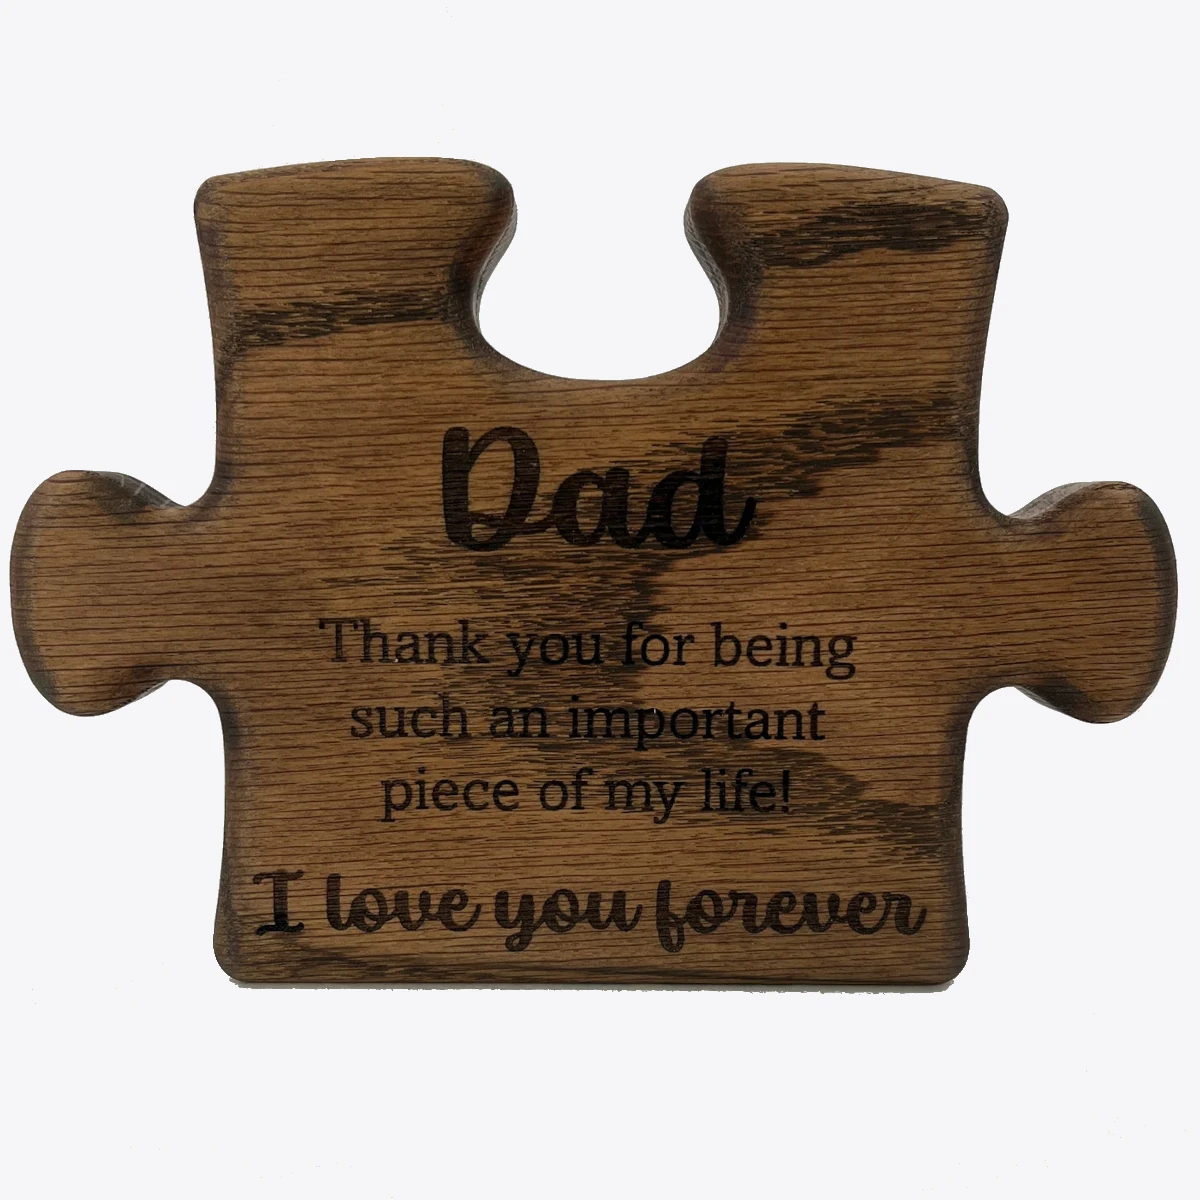 Dad
Thank you for being
such an important
piece of my life!
I love you forever